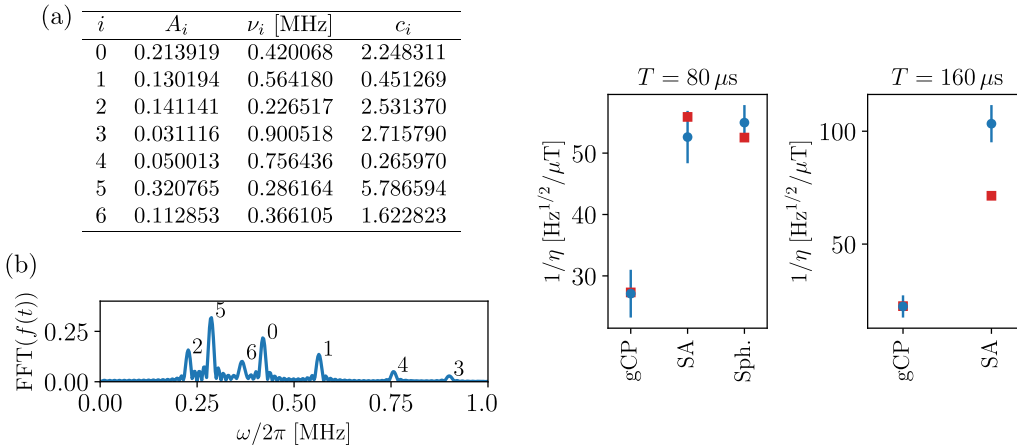 (a)
i A_i ν_i [MHz] c_i
0 0.213919 0.420068 2.248311
1 0.130194 0.564180 0.451269
2 0.141141 0.226517 2.531370
3 0.031116 0.900518 2.715790
4 0.050013 0.756436 0.265970
5 0.320765 0.286164 5.786594
6 0.112853 0.366105 1.622823
(b)
FFT(f(t))
0.25
0.00
2
5
6
0
1
4
3
0.00 0.25 0.50 0.75 1.0
ω/2π [MHz]
T = 80 μs
1/η [Hz^{1/2}/μT]
50
30
gCP SA Sph.
T = 160 μs
1/η [Hz^{1/2}/μT]
100
50
gCP SA